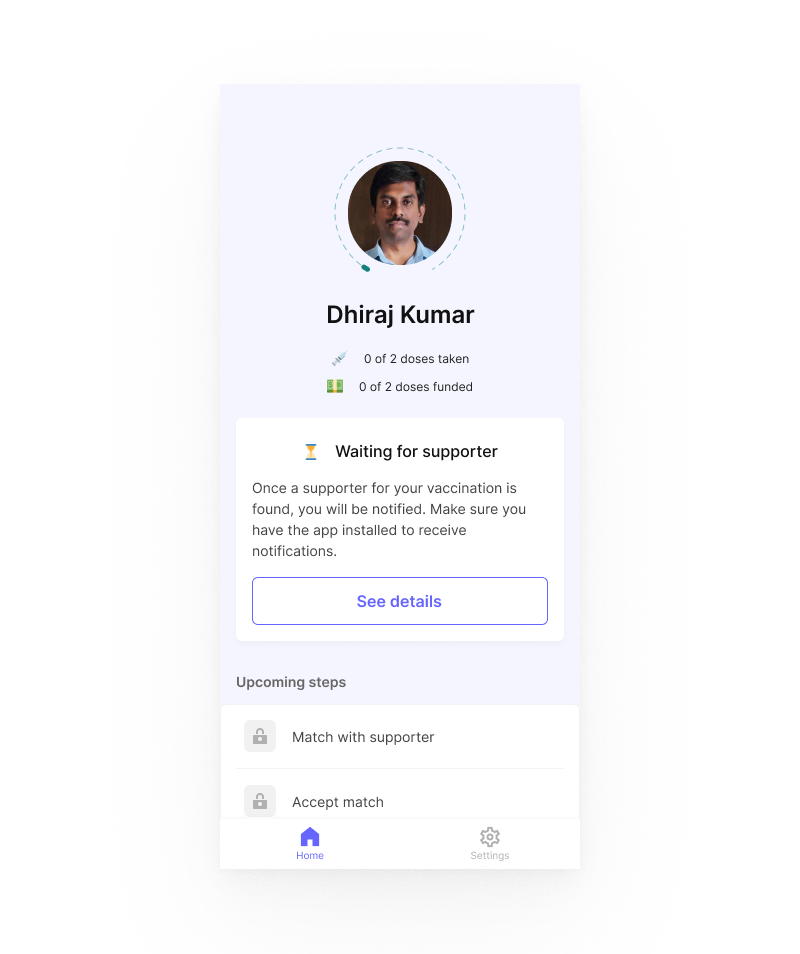 Dhiraj Kumar
0 of 2 doses taken
0 of 2 doses funded
Waiting for supporter
Once a supporter for your vaccination is
found, you will be notified. Make sure you
have the app installed to receive
notifications.
See details
Upcoming steps
Match with supporter
Accept match
Home
Settings